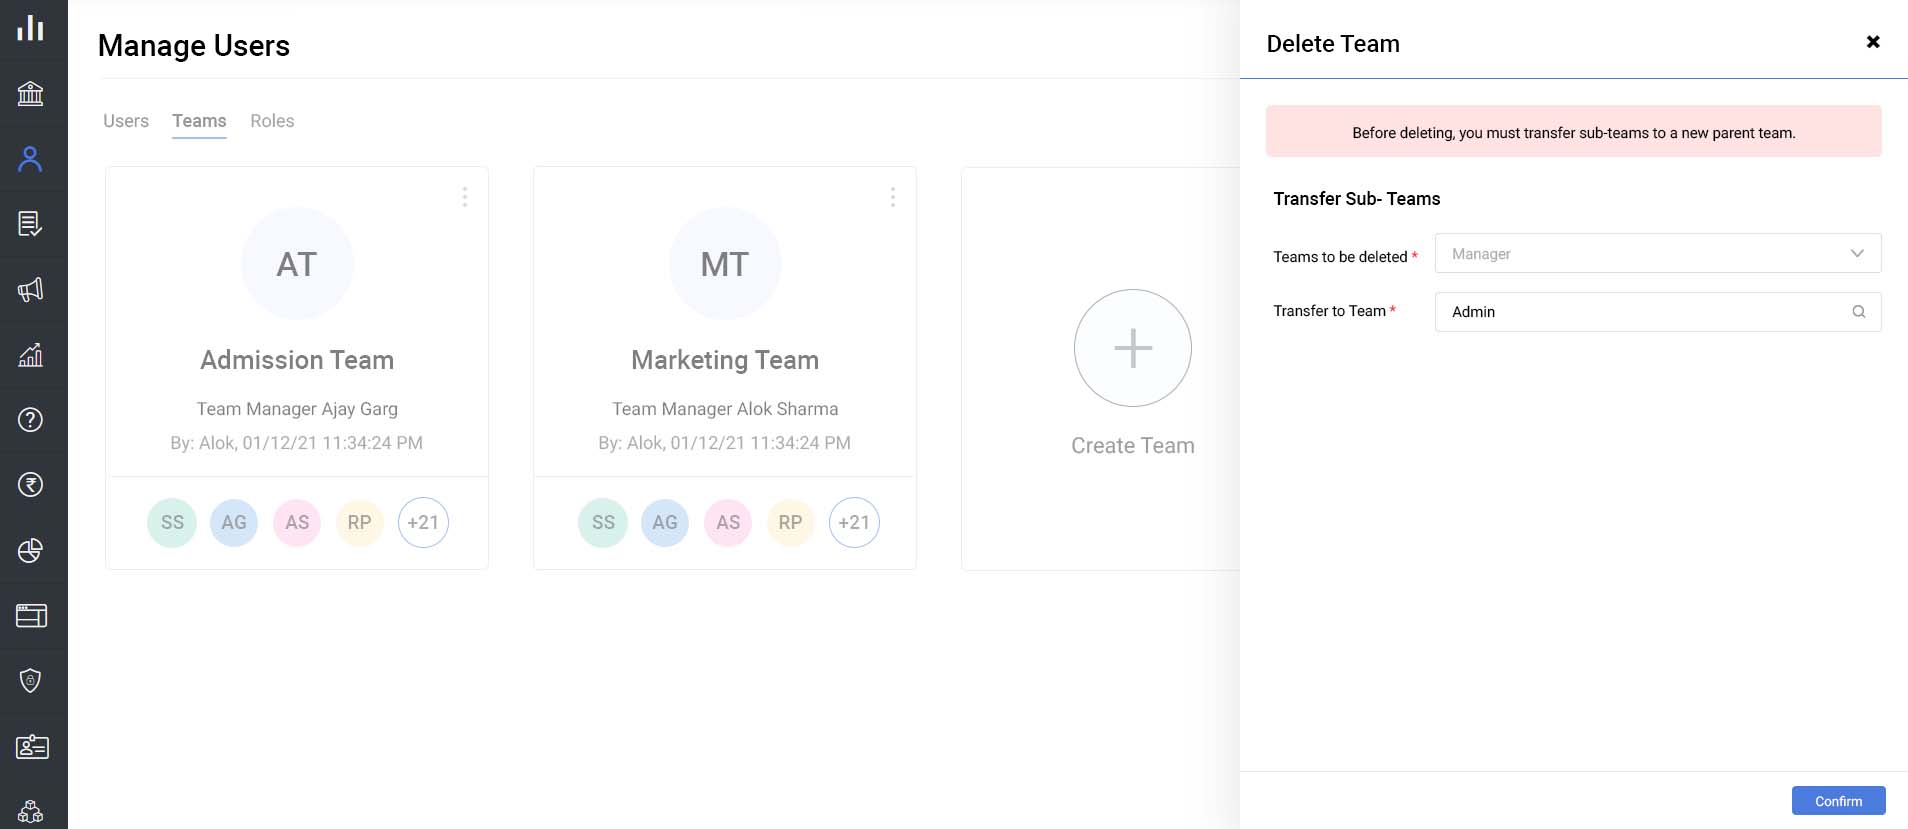 Manage Users
Users Teams Roles
AT
Admission Team
Team Manager Ajay Garg
By: Alok, 01/12/21 11:34:24 PM
SS AG AS RP +21
MT
Marketing Team
Team Manager Alok Sharma
By: Alok, 01/12/21 11:34:24 PM
SS AG AS RP +21
Create Team
Delete Team
Before deleting, you must transfer sub-teams to a new parent team.
Transfer Sub- Teams
Teams to be deleted * Manager
Transfer to Team * Admin
Confirm